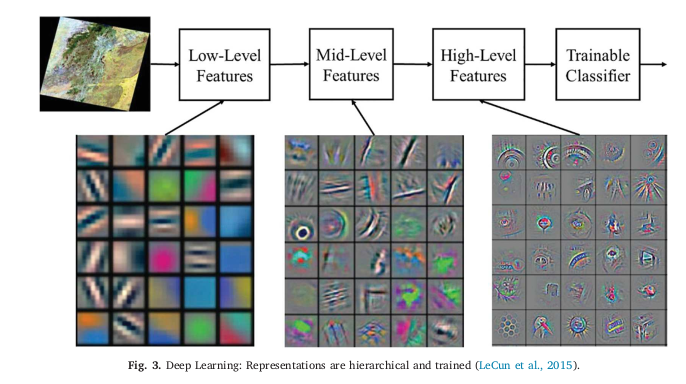 Low-Level
Features
Mid-Level
Features
High-Level
Features
Trainable
Classifier
Fig. 3. Deep Learning: Representations are hierarchical and trained (LeCun et al., 2015).